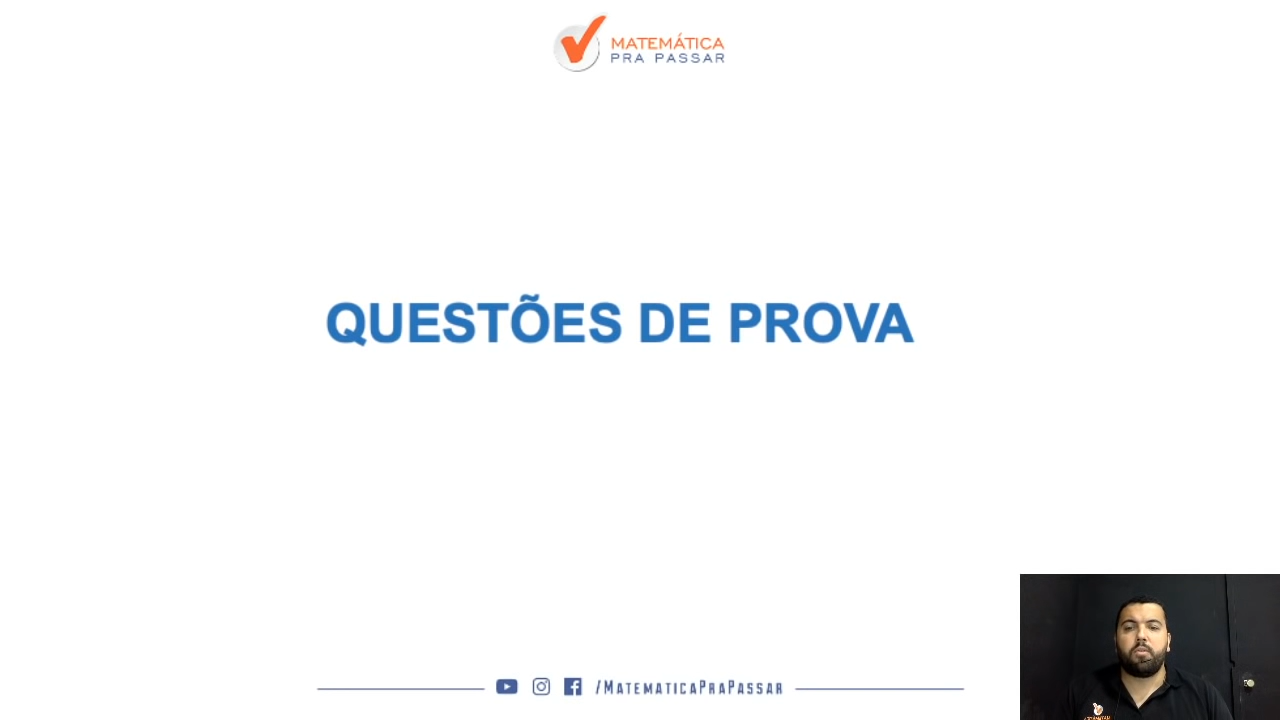 MATEMÁTICA
PRA PASSAR
QUESTÕES DE PROVA
/MATEMATICAPRAPASSAR